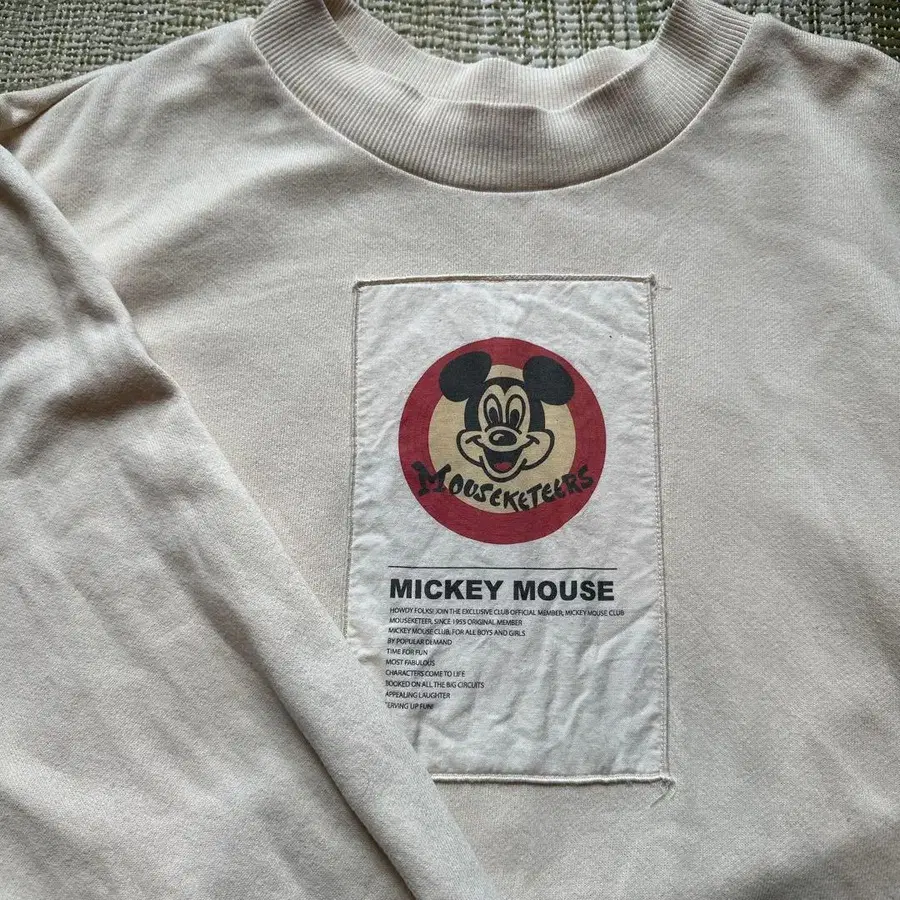 MOUSEKETEERS
MICKEY MOUSE
HOWDY FOLKS! JOIN THE EXCLUSIVE CLUB OFFICIAL MEMBER, MICKEY MOUSE CLUB
MOUSEKETEER, SINCE 1955 ORIGINAL MEMBER
MICKEY MOUSE CLUB, FOR ALL BOYS AND GIRLS
BY POPULAR DEMAND
TIME FOR FUN
MOST FABULOUS
CHARACTERS COME TO LIFE
BOOKED ON ALL THE BIG CIRCUITS
APPEALING LAUGHTER
ERVING UP FUN!